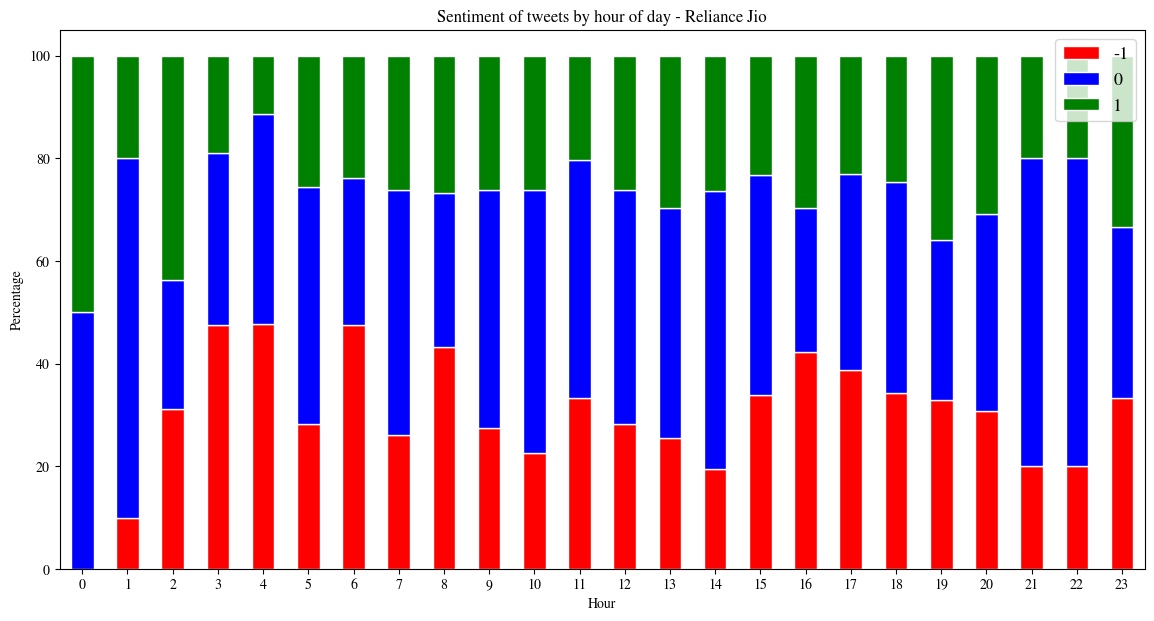 Sentiment of tweets by hour of day - Reliance Jio
-1
0
1
100
80
60
40
20
0
Percentage
0 1 2 3 4 5 6 7 8 9 10 11 12 13 14 15 16 17 18 19 20 21 22 23
Hour